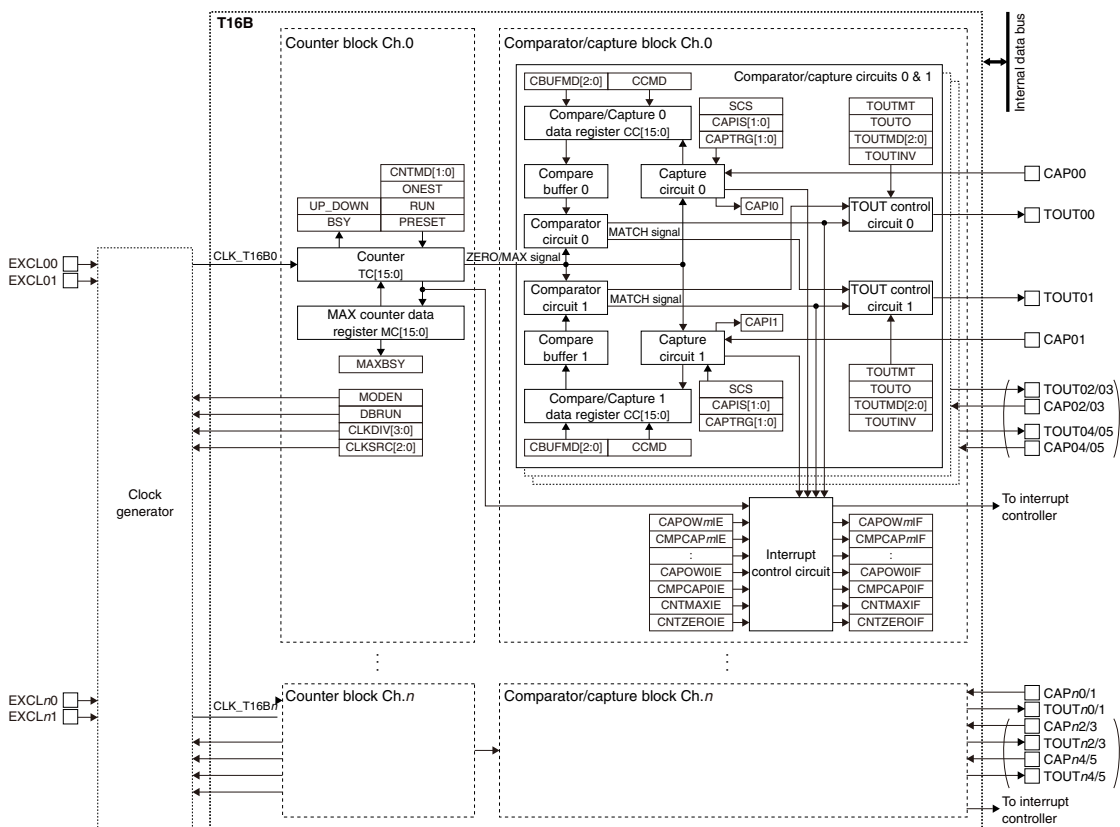 T16B
Counter block Ch.0
Comparator/capture block Ch.0
Internal data bus
Comparator/capture circuits 0 & 1
CBUFMD[2:0]
CCMD
Compare/Capture 0
data register CC[15:0]
SCS
CAPIS[1:0]
CAPTRG[1:0]
TOUTMT
TOUTO
TOUTMD[2:0]
TOUTINV
CNTMD[1:0]
ONEST
RUN
PRESET
UP_DOWN
BSY
Compare
buffer 0
Capture
circuit 0
CAPI0
CAP00
TOUT control
circuit 0
TOUT00
Comparator
circuit 0
MATCH signal
EXCL00
EXCL01
CLK_T16B0
Counter
TC[15:0]
ZERO/MAX signal
Comparator
circuit 1
MATCH signal
TOUT control
circuit 1
TOUT01
MAX counter data
register MC[15:0]
MAXBSY
Compare
buffer 1
Capture
circuit 1
CAPI1
CAP01
MODEN
DBRUN
CLKDIV[3:0]
CLKSRC[2:0]
Compare/Capture 1
data register CC[15:0]
CBUFMD[2:0]
CCMD
SCS
CAPIS[1:0]
CAPTRG[1:0]
TOUTMT
TOUTO
TOUTMD[2:0]
TOUTINV
TOUT02/03
CAP02/03
TOUT04/05
CAP04/05
Clock
generator
To interrupt
controller
CAPOWmIE
CMPCAPmIE
:
CAPOW0IE
CMPCAP0IE
CNTMAXIE
CNTZEROIE
Interrupt
control circuit
CAPOWmIF
CMPCAPmIF
:
CAPOW0IF
CMPCAP0IF
CNTMAXIF
CNTZEROIF
EXCLn0
EXCLn1
CLK_T16Bn
Counter block Ch.n
Comparator/capture block Ch.n
CAPn0/1
TOUTn0/1
CAPn2/3
TOUTn2/3
CAPn4/5
TOUTn4/5
To interrupt
controller